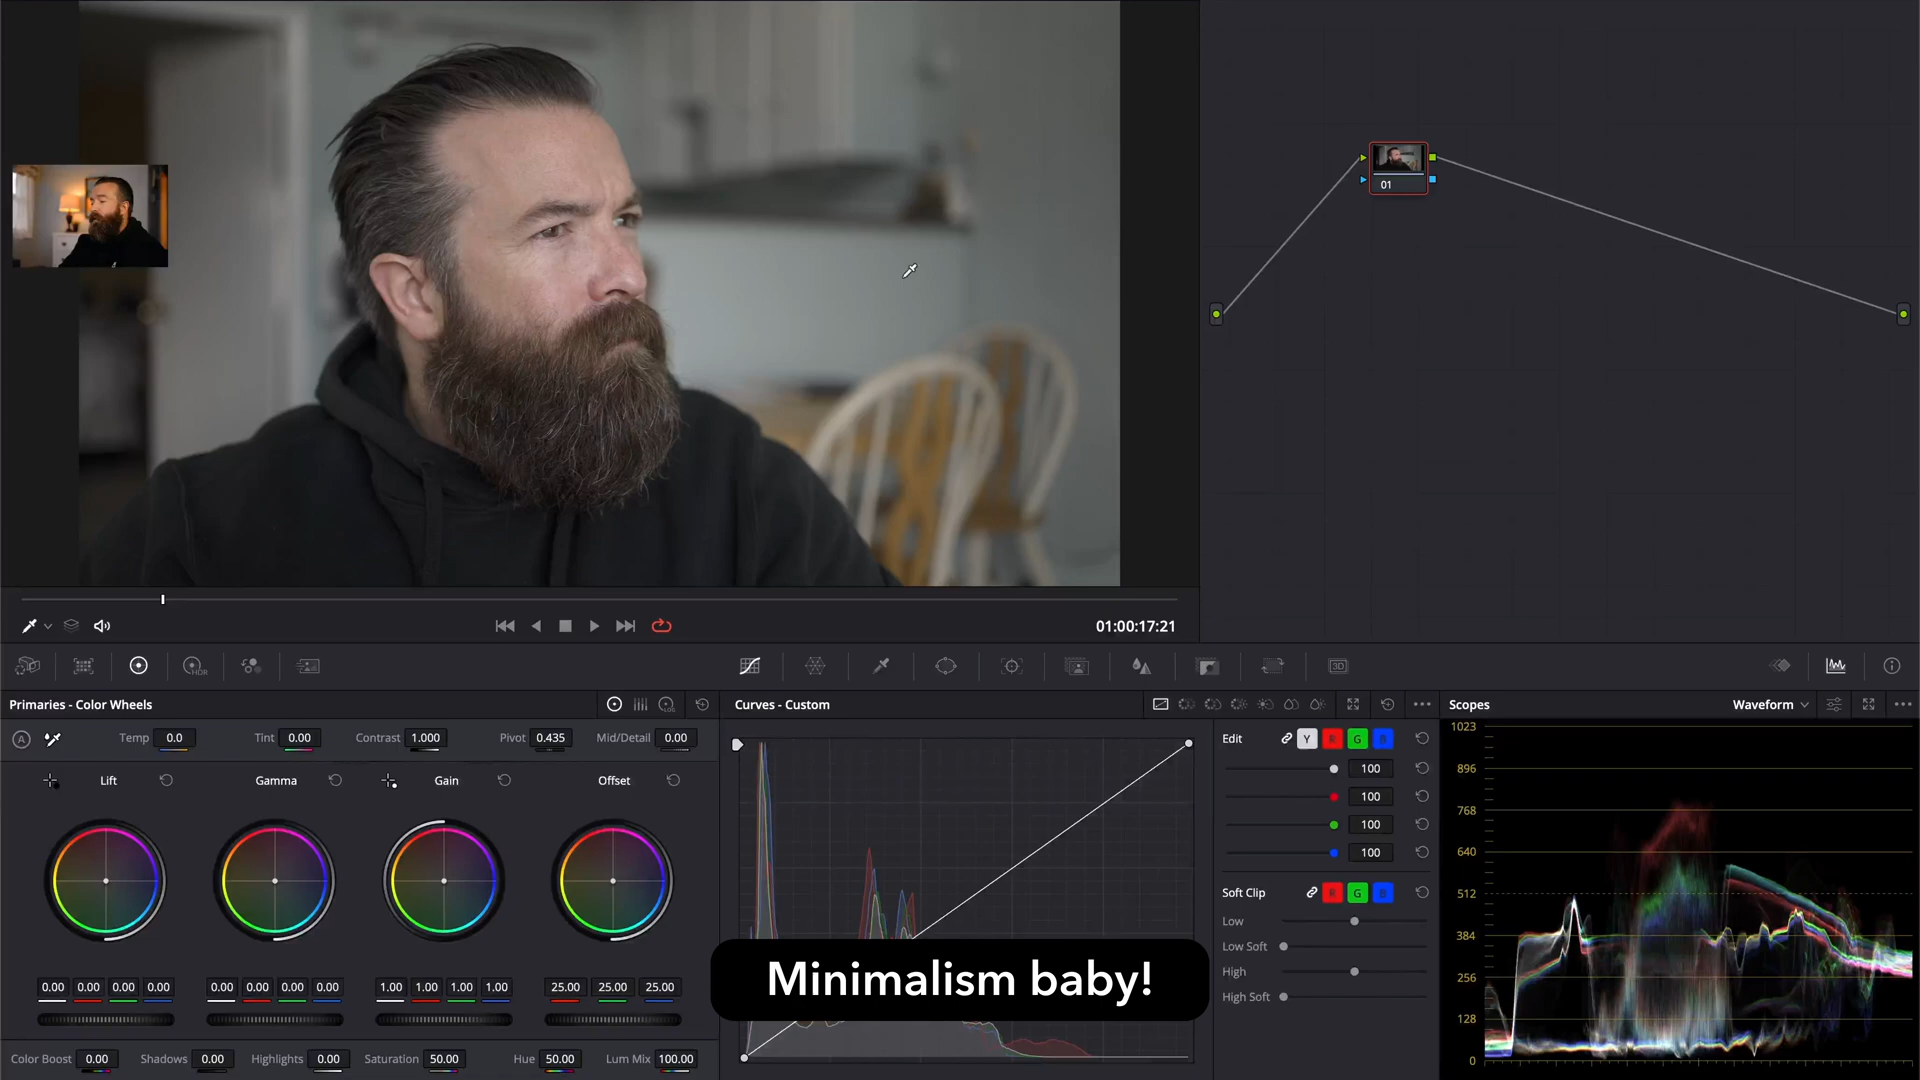 01
01:00:17:21
HDR
3D
Primaries - Color Wheels
LOG
Curves - Custom
Scopes
Waveform
A
Temp 0.0
Tint 0.00
Contrast 1.000
Pivot 0.435
Mid/Detail 0.00
Lift
Gamma
Gain
Offset
0.00 0.00 0.00 0.00
0.00 0.00 0.00 0.00
1.00 1.00 1.00 1.00
25.00 25.00 25.00
Color Boost 0.00
Shadows 0.00
Highlights 0.00
Saturation 50.00
Hue 50.00
Lum Mix 100.00
Edit
Y R G B
100
100
100
100
Soft Clip
R G B
Low
Low Soft
High
High Soft
1023
896
768
640
512
384
256
128
0
Minimalism baby!